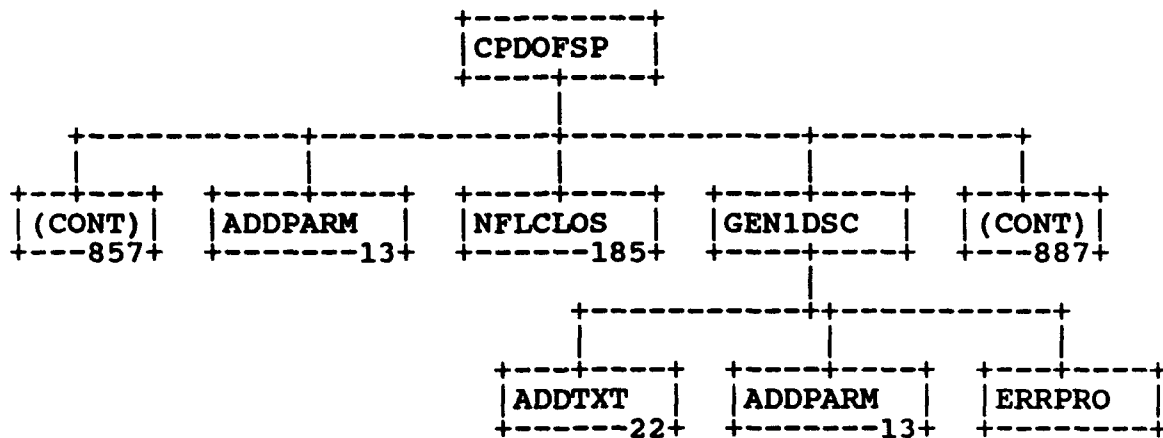 CPDOFSP
(CONT) ADDPARM NFLCLOS GEN1DSC (CONT)
857 13 185 887
ADDTXT ADDPARM ERRPRO
22 13